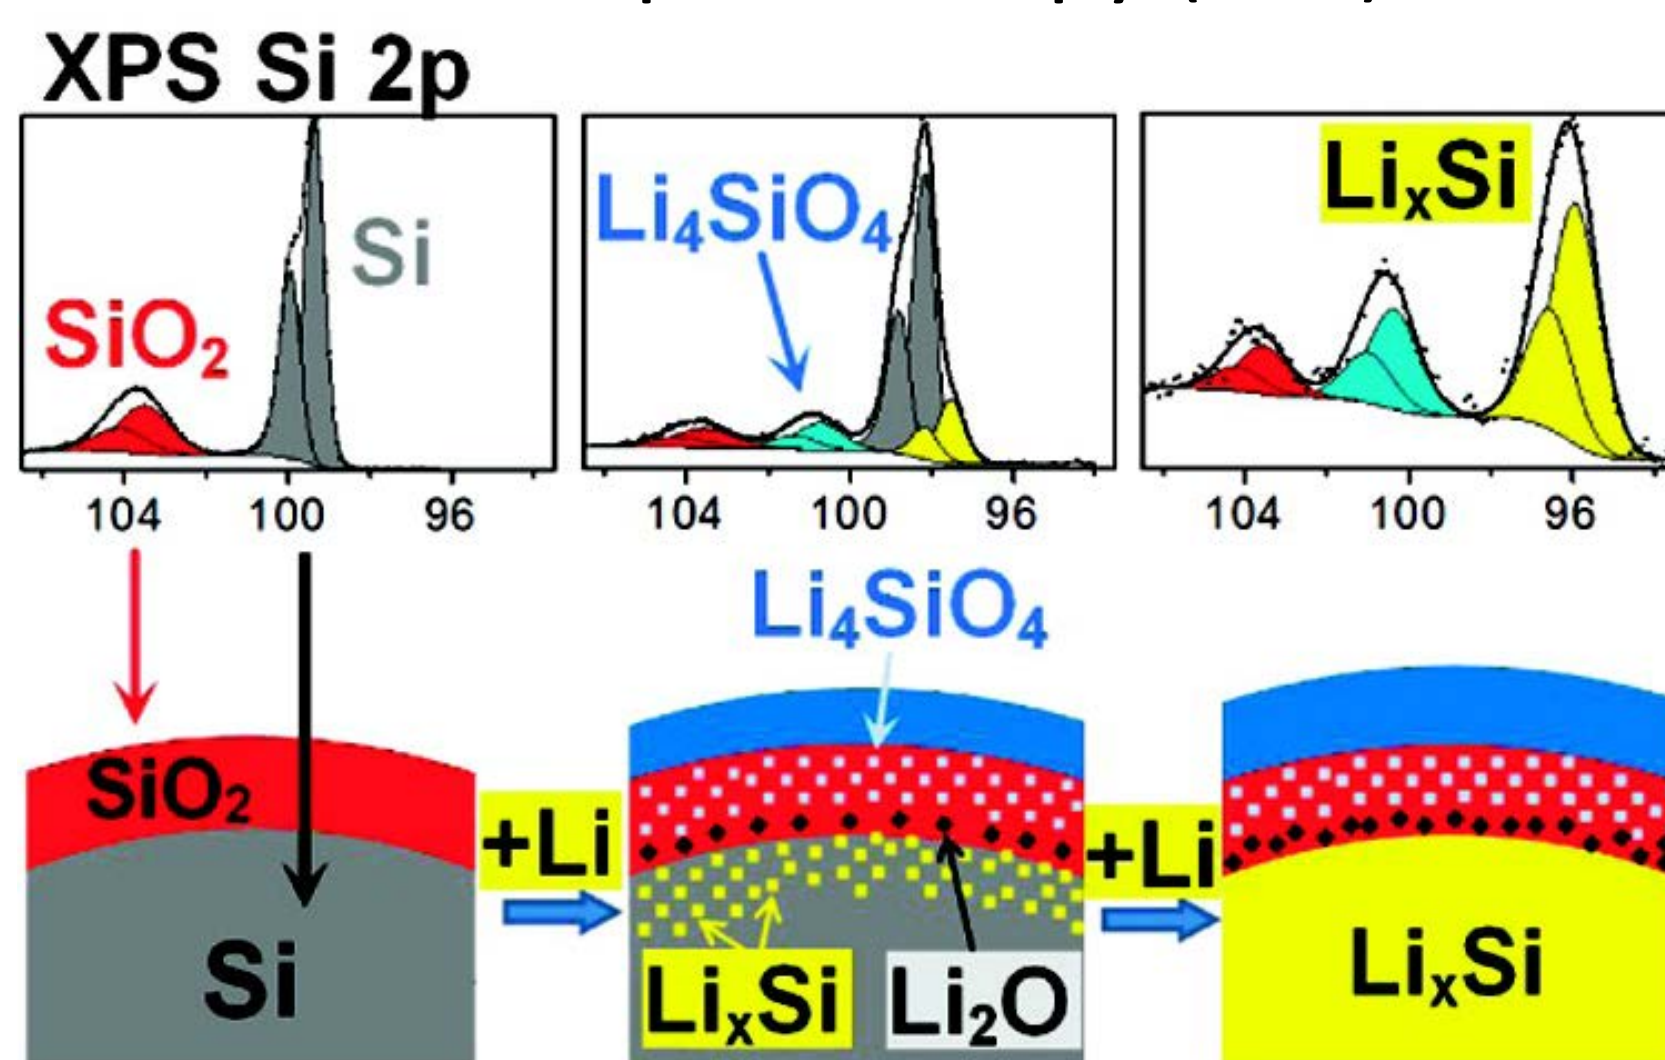 XPS Si 2p
SiO₂
Si
Li₄SiO₄
LiₓSi
104 100 96
104 100 96
104 100 96
Li₄SiO₄
SiO₂
Si
+Li
LiₓSi
Li₂O
+Li
LiₓSi